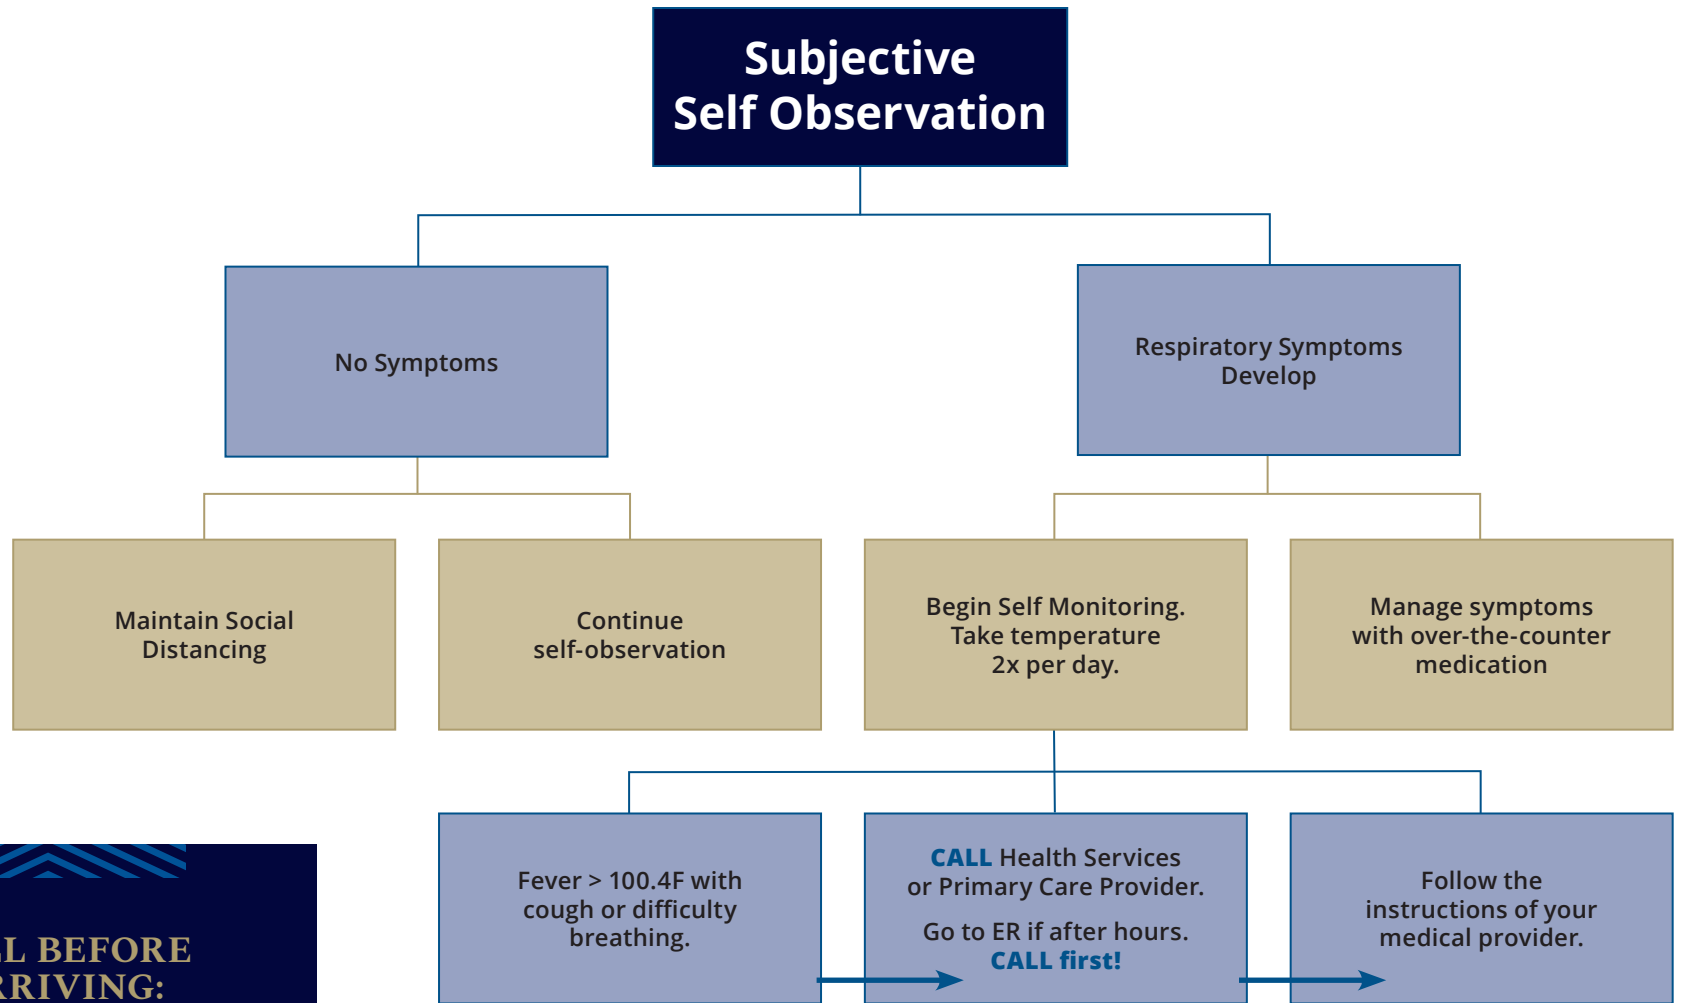 Subjective
Self Observation
No Symptoms
Respiratory Symptoms
Develop
Maintain Social
Distancing
Continue
self-observation
Begin Self Monitoring.
Take temperature
2x per day.
Manage symptoms
with over-the-counter
medication
Fever > 100.4F with
cough or difficulty
breathing.
CALL Health Services
or Primary Care Provider.
Go to ER if after hours.
CALL first!
Follow the
instructions of your
medical provider.
BEFORE